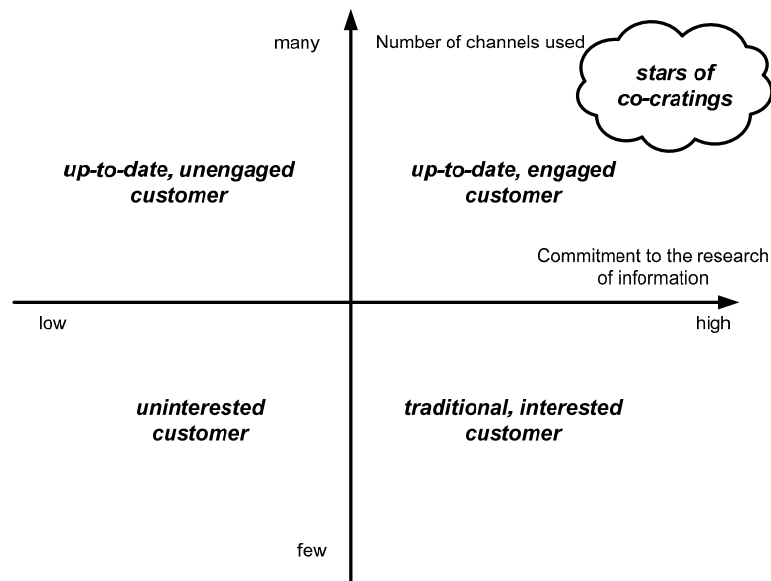 many
Number of channels used
stars of
co-cratings
up-to-date, unengaged
customer
up-to-date, engaged
customer
Commitment to the research
of information
low
high
uninterested
customer
traditional, interested
customer
few